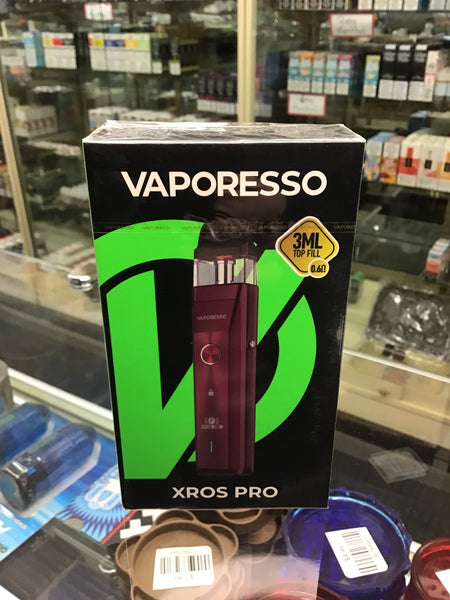 VAPORESSO
3ML
TOP FILL
0.6Ω
VAPORESSO
XROS PRO